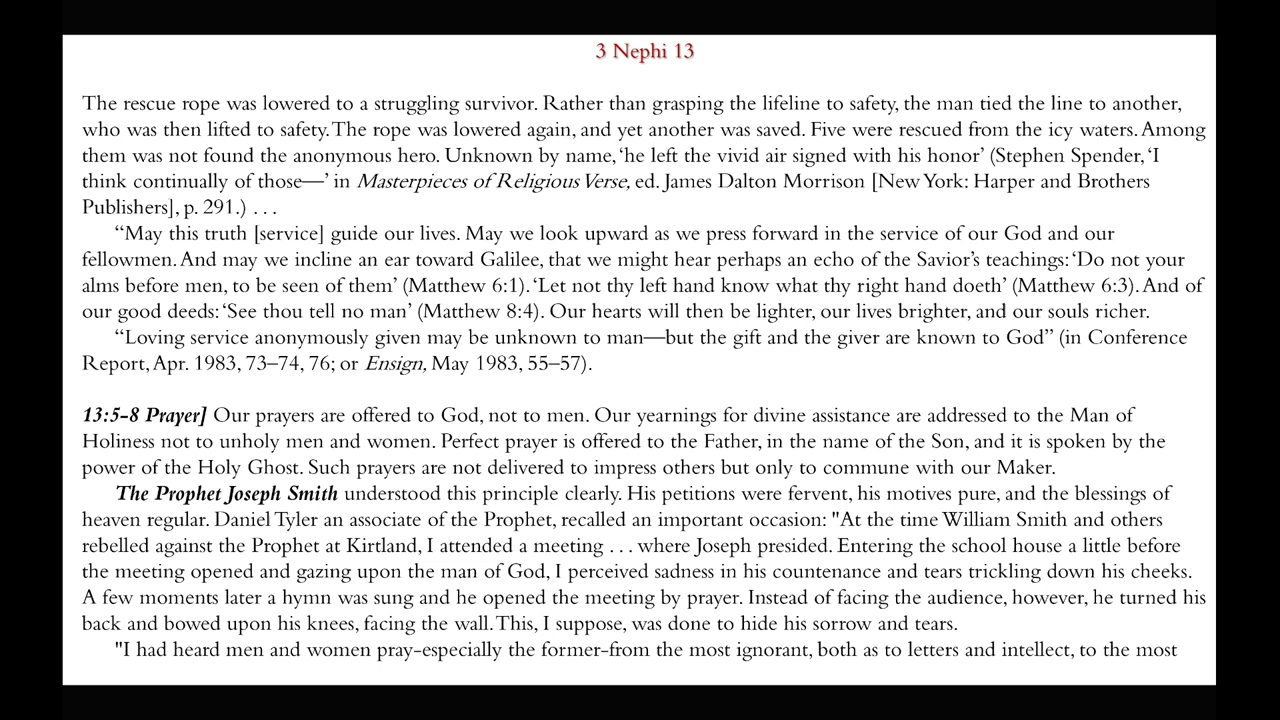 3 Nephi 13
The rescue rope was lowered to a struggling survivor. Rather than grasping the lifeline to safety, the man tied the line to another,
who was then lifted to safety. The rope was lowered again, and yet another was saved. Five were rescued from the icy waters. Among
them was not found the anonymous hero. Unknown by name, ‘he left the vivid air signed with his honor’ (Stephen Spender, ‘I
think continually of those—’ in Masterpieces of Religious Verse, ed. James Dalton Morrison [New York: Harper and Brothers
Publishers], p. 291.) . . .
“May this truth [service] guide our lives. May we look upward as we press forward in the service of our God and our
fellowmen. And may we incline an ear toward Galilee, that we might hear perhaps an echo of the Savior’s teachings: ‘Do not your
alms before men, to be seen of them’ (Matthew 6:1). ‘Let not thy left hand know what thy right hand doeth’ (Matthew 6:3). And of
our good deeds: ‘See thou tell no man’ (Matthew 8:4). Our hearts will then be lighter, our lives brighter, and our souls richer.
“Loving service anonymously given may be unknown to man—but the gift and the giver are known to God” (in Conference
Report, Apr. 1983, 73–74, 76; or Ensign, May 1983, 55–57).
13:5-8 Prayer] Our prayers are offered to God, not to men. Our yearnings for divine assistance are addressed to the Man of
Holiness not to unholy men and women. Perfect prayer is offered to the Father, in the name of the Son, and it is spoken by the
power of the Holy Ghost. Such prayers are not delivered to impress others but only to commune with our Maker.
The Prophet Joseph Smith understood this principle clearly. His petitions were fervent, his motives pure, and the blessings of
heaven regular. Daniel Tyler an associate of the Prophet, recalled an important occasion: "At the time William Smith and others
rebelled against the Prophet at Kirtland, I attended a meeting . . . where Joseph presided. Entering the school house a little before
the meeting opened and gazing upon the man of God, I perceived sadness in his countenance and tears trickling down his cheeks.
A few moments later a hymn was sung and he opened the meeting by prayer. Instead of facing the audience, however, he turned his
back and bowed upon his knees, facing the wall. This, I suppose, was done to hide his sorrow and tears.
"I had heard men and women pray-especially the former-from the most ignorant, both as to letters and intellect, to the most